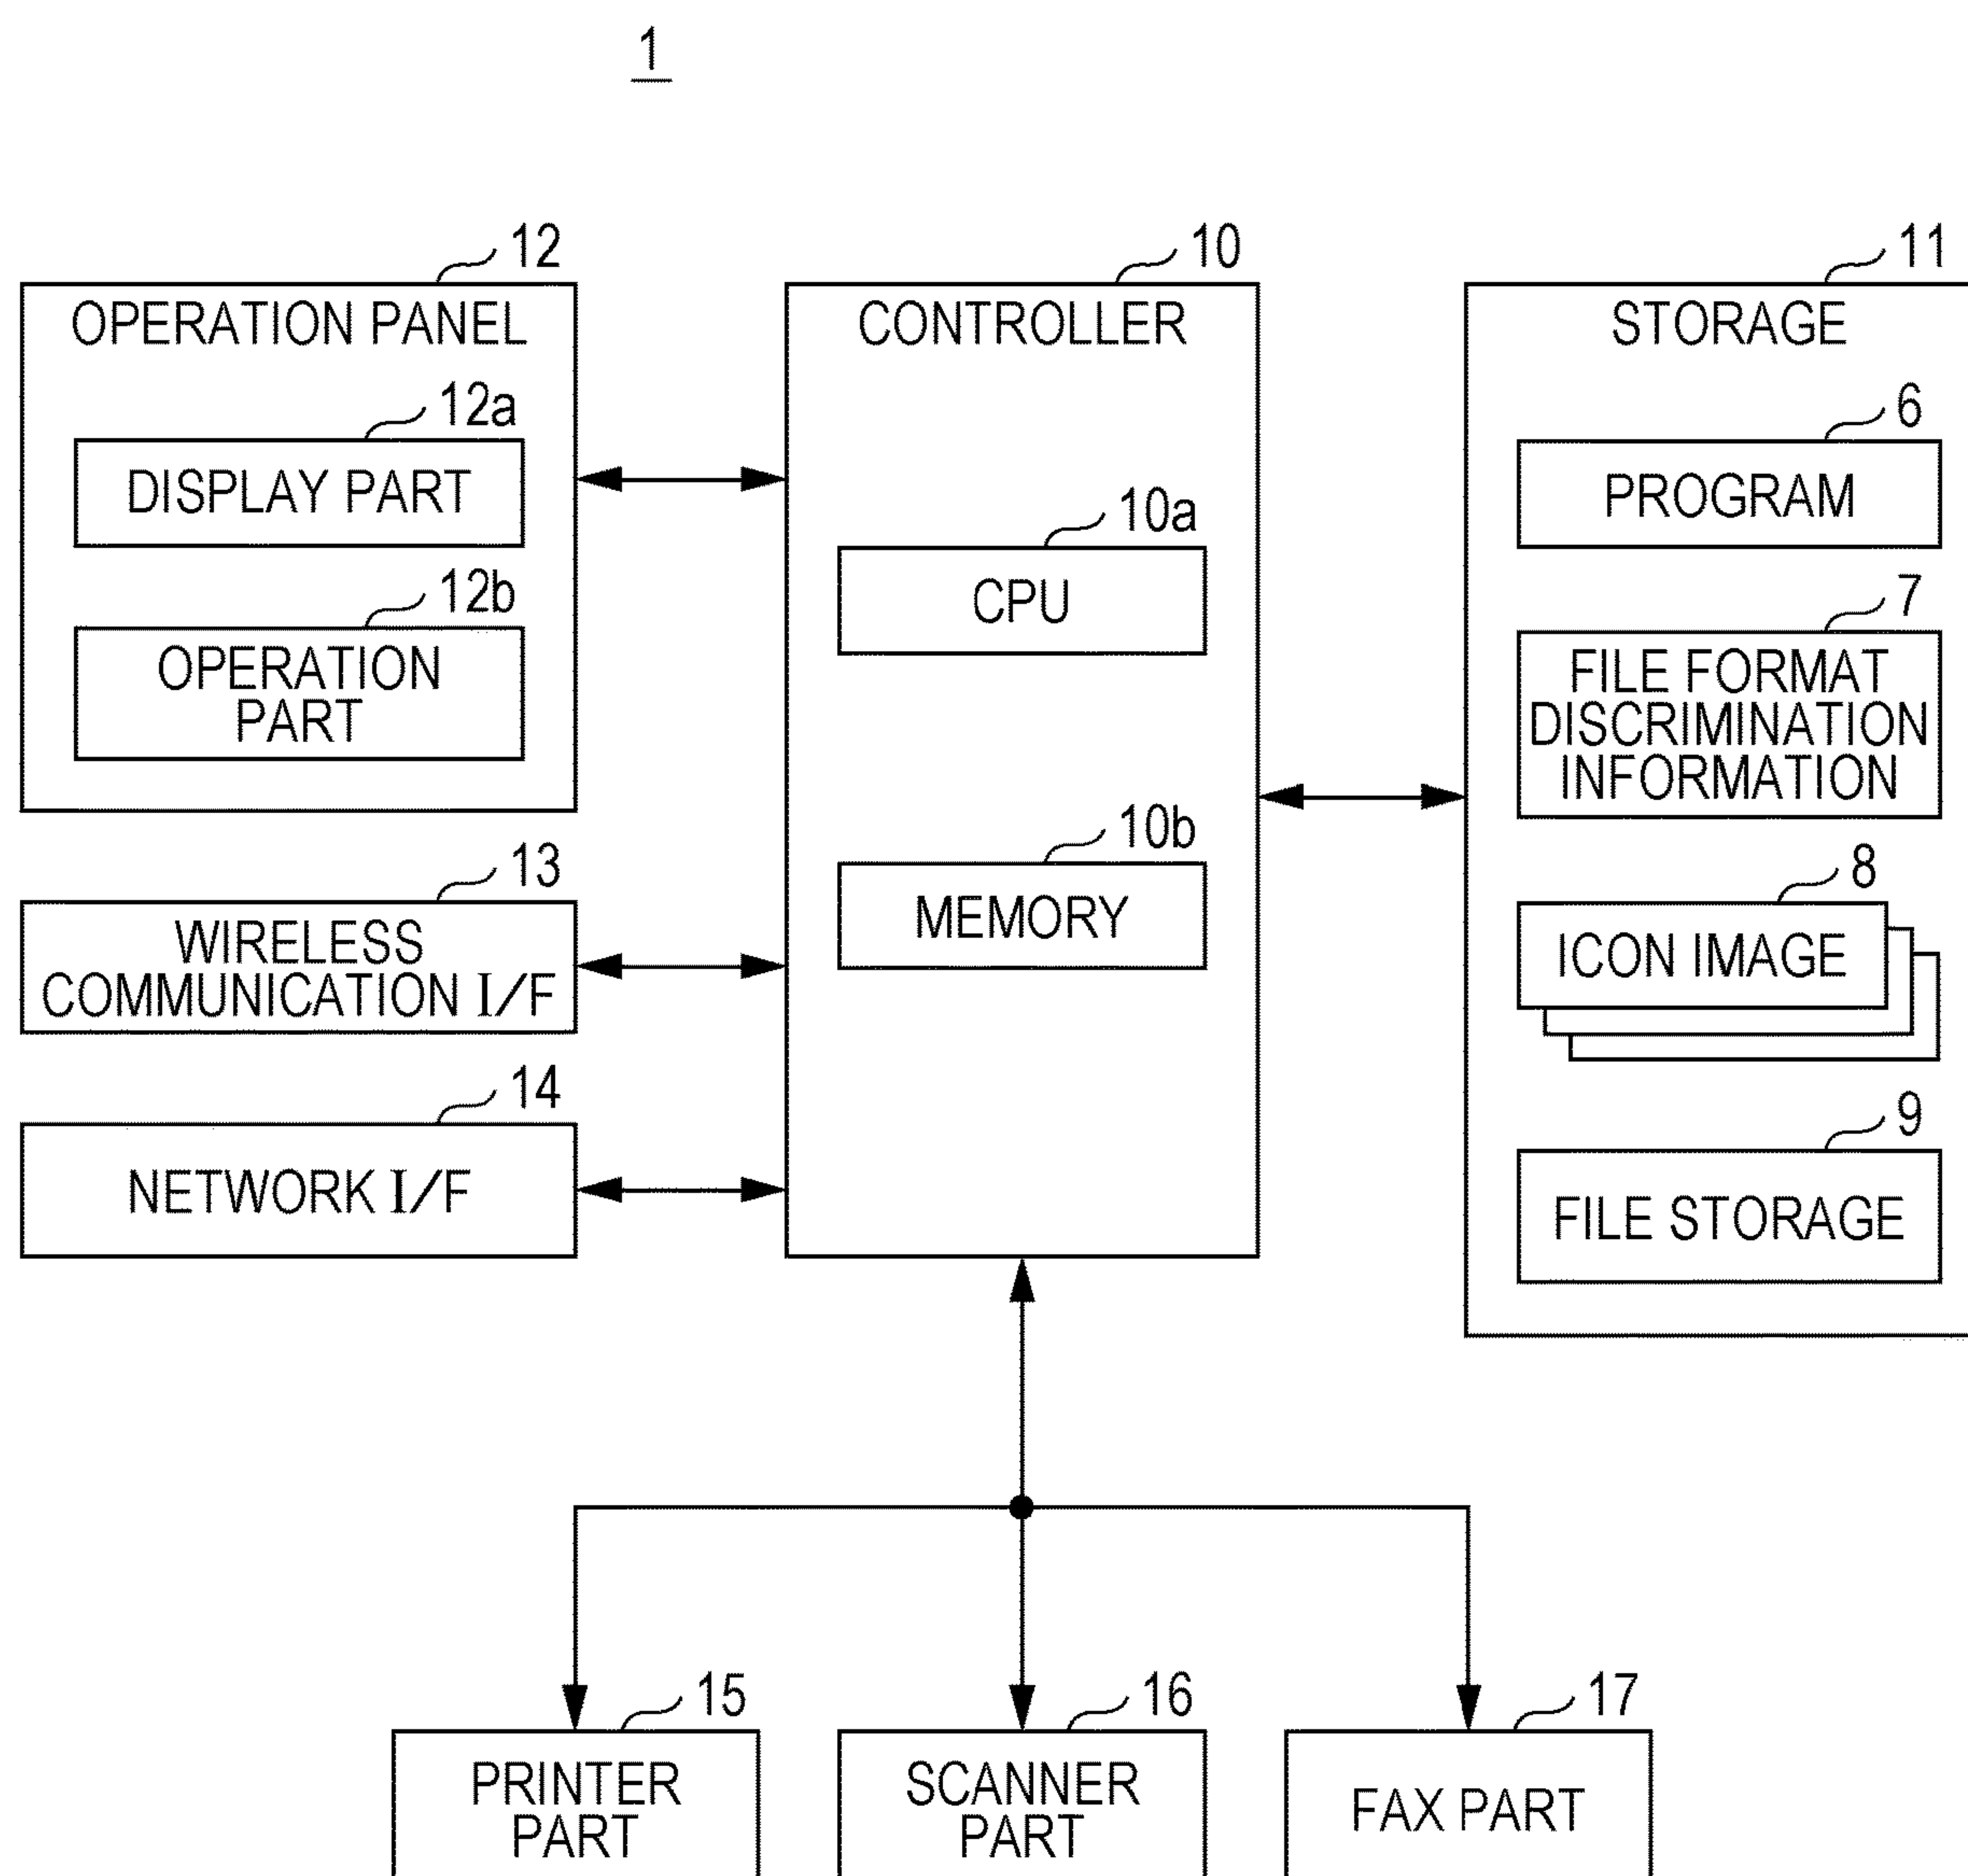 1
12
OPERATION PANEL
12a
DISPLAY PART
12b
OPERATION
PART
13
WIRELESS
COMMUNICATION I/F
14
NETWORK I/F
10
CONTROLLER
10a
CPU
10b
MEMORY
11
STORAGE
6
PROGRAM
7
FILE FORMAT
DISCRIMINATION
INFORMATION
8
ICON IMAGE
9
FILE STORAGE
15
PRINTER
PART
16
SCANNER
PART
17
FAX PART